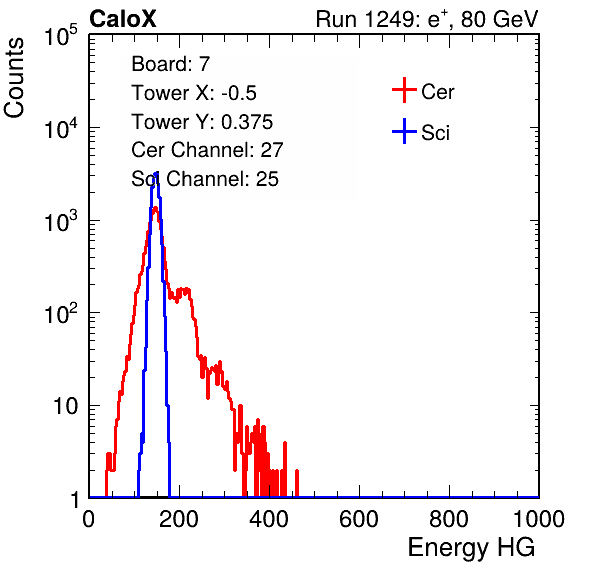 CaloX Run 1249: e⁺, 80 GeV
Counts
Board: 7
Tower X: -0.5
Tower Y: 0.375
Cer Channel: 27
Sci Channel: 25
Cer
Sci
10⁵
10⁴
10³
10²
10
1
0 200 400 600 800 1000
Energy HG